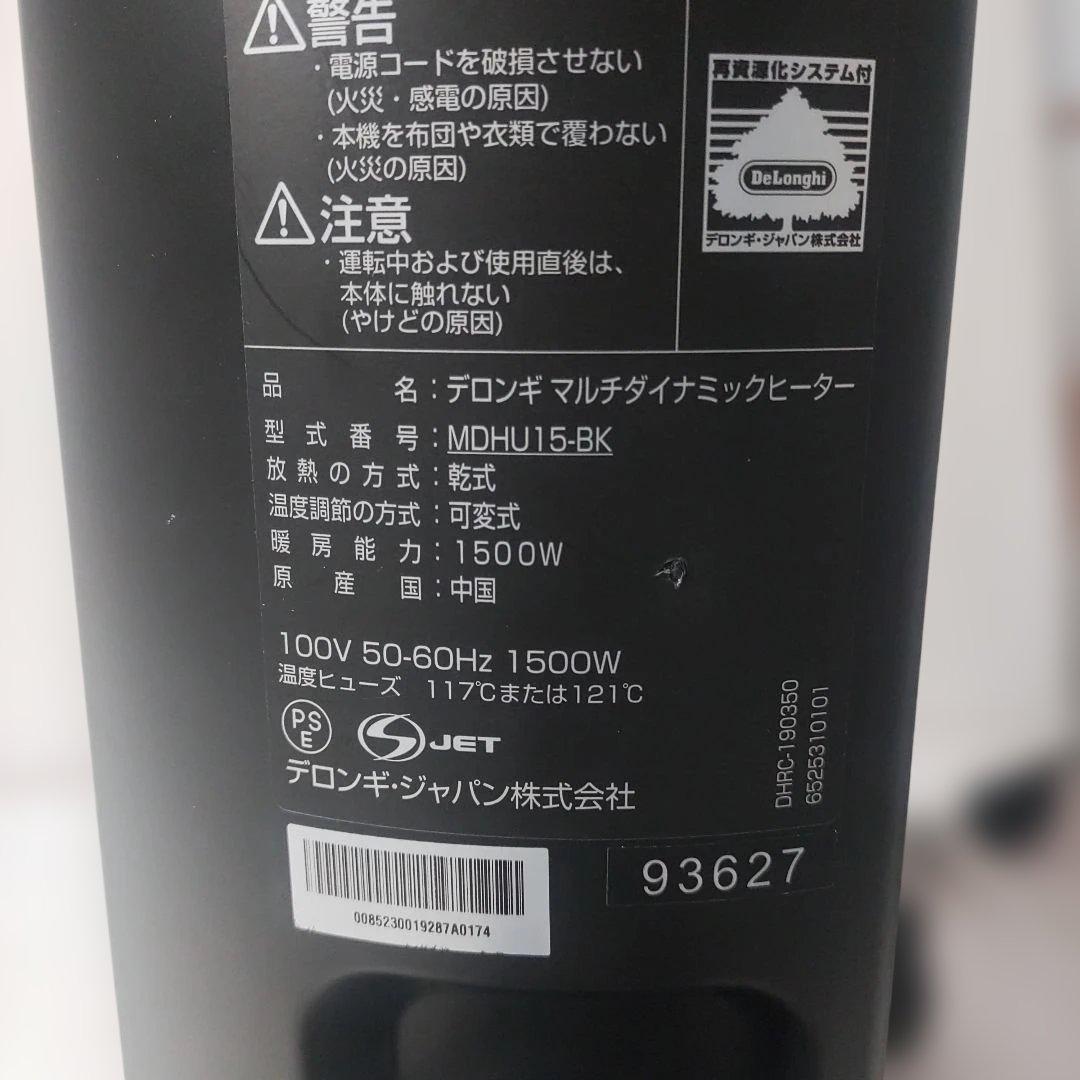 警告
・電源コードを破損させない
(火災・感電の原因)
・本機を布団や衣類で覆わない
(火災の原因)
注意
・運転中および使用直後は、
本体に触れない
(やけどの原因)
再資源化システム付
DeLonghi
デロンギ・ジャパン株式会社
品名：デロンギ マルチダイナミックヒーター
型式番号：MDHU15-BK
放熱の方式：乾式
温度調節の方式：可変式
暖房能力：1500W
原産国：中国
100V 50-60Hz 1500W
温度ヒューズ 117℃または121℃
PSE
JET
デロンギ・ジャパン株式会社
DHRC-190350
6525310101
0085230019287A0174
93627